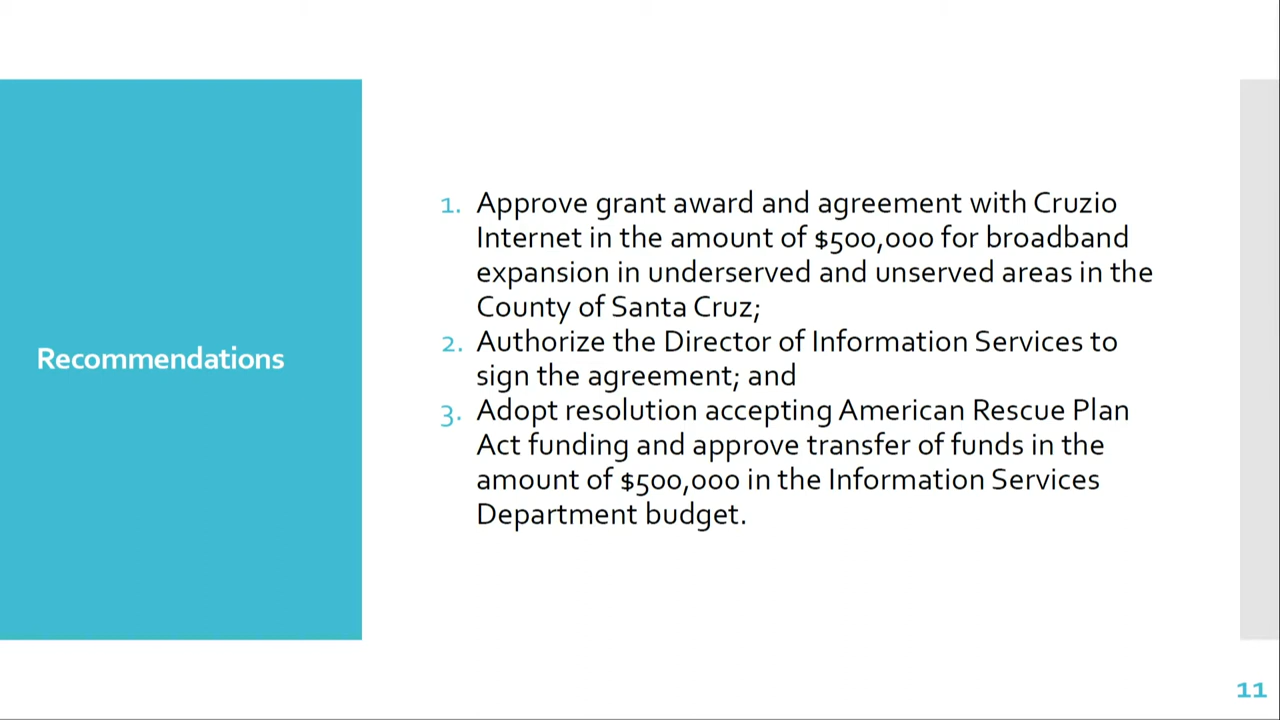 Recommendations
1. Approve grant award and agreement with Cruzio
Internet in the amount of $500,000 for broadband
expansion in underserved and unserved areas in the
County of Santa Cruz;
2. Authorize the Director of Information Services to
sign the agreement; and
3. Adopt resolution accepting American Rescue Plan
Act funding and approve transfer of funds in the
amount of $500,000 in the Information Services
Department budget.
11